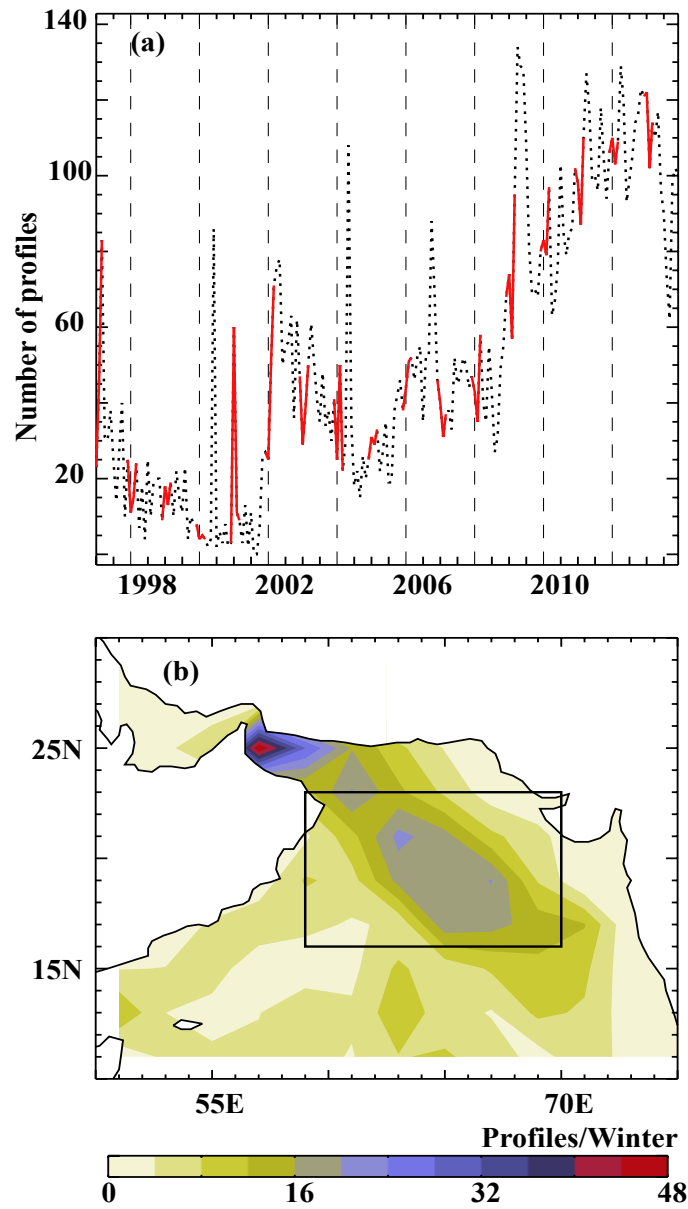 140
(a)
100
60
20
Number of profiles
1998 2002 2006 2010
(b)
25N
15N
55E 70E
Profiles/Winter
0 16 32 48